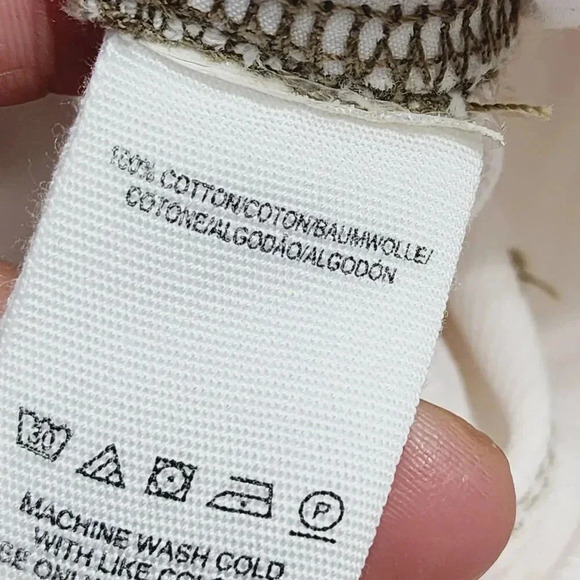 100% COTTON/COTON/BAUMWOLLE/
COTONE/ALGODÃO/ALGODÓN
30
P
MACHINE WASH COLD
WITH LIKE